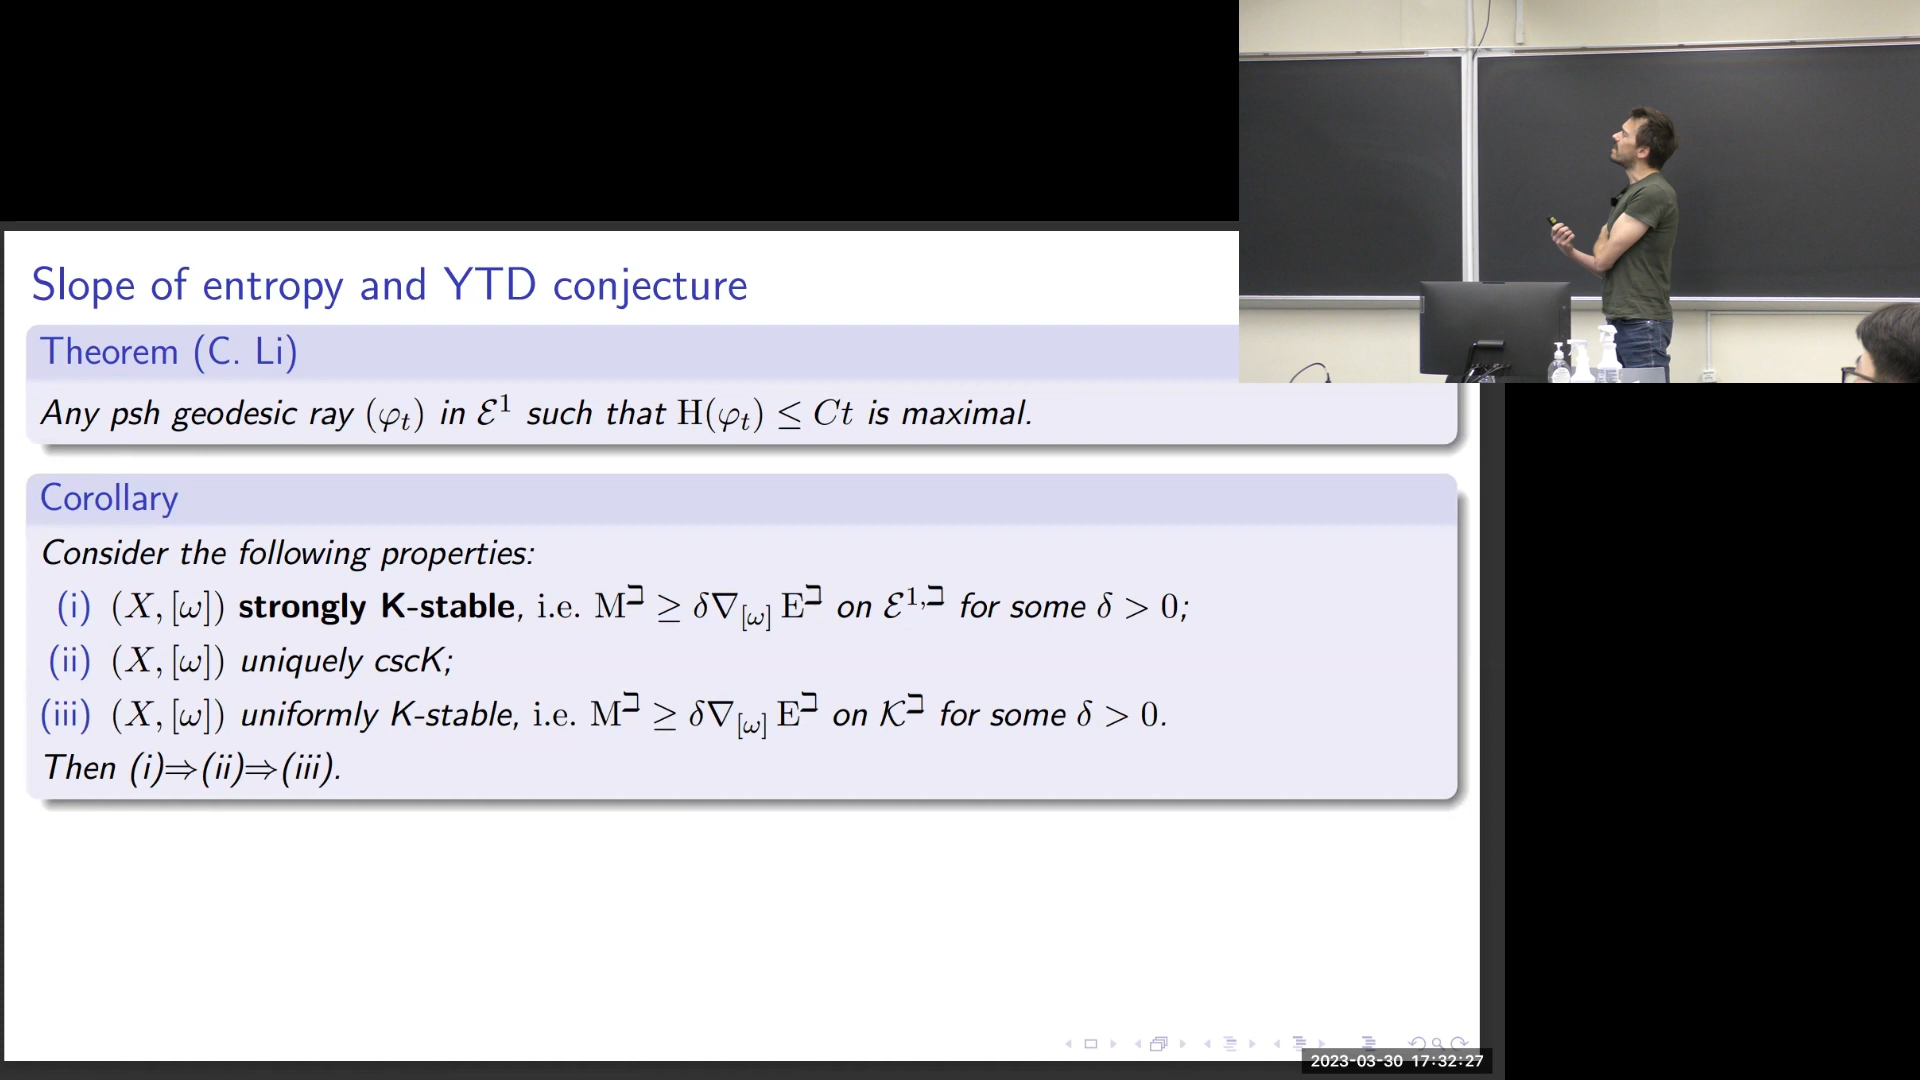 Slope of entropy and YTD conjecture
Theorem (C. Li)
Any psh geodesic ray (φ_t) in ℰ¹ such that H(φ_t) ≤ Ct is maximal.
Corollary
Consider the following properties:
(i) (X, [ω]) strongly K-stable, i.e. M^ℶ ≥ δ∇_[ω] E^ℶ on ℰ^{1,ℶ} for some δ > 0;
(ii) (X, [ω]) uniquely cscK;
(iii) (X, [ω]) uniformly K-stable, i.e. M^ℶ ≥ δ∇_[ω] E^ℶ on 𝒦^ℶ for some δ > 0.
Then (i)⇒(ii)⇒(iii).
2023-03-30 17:32:27